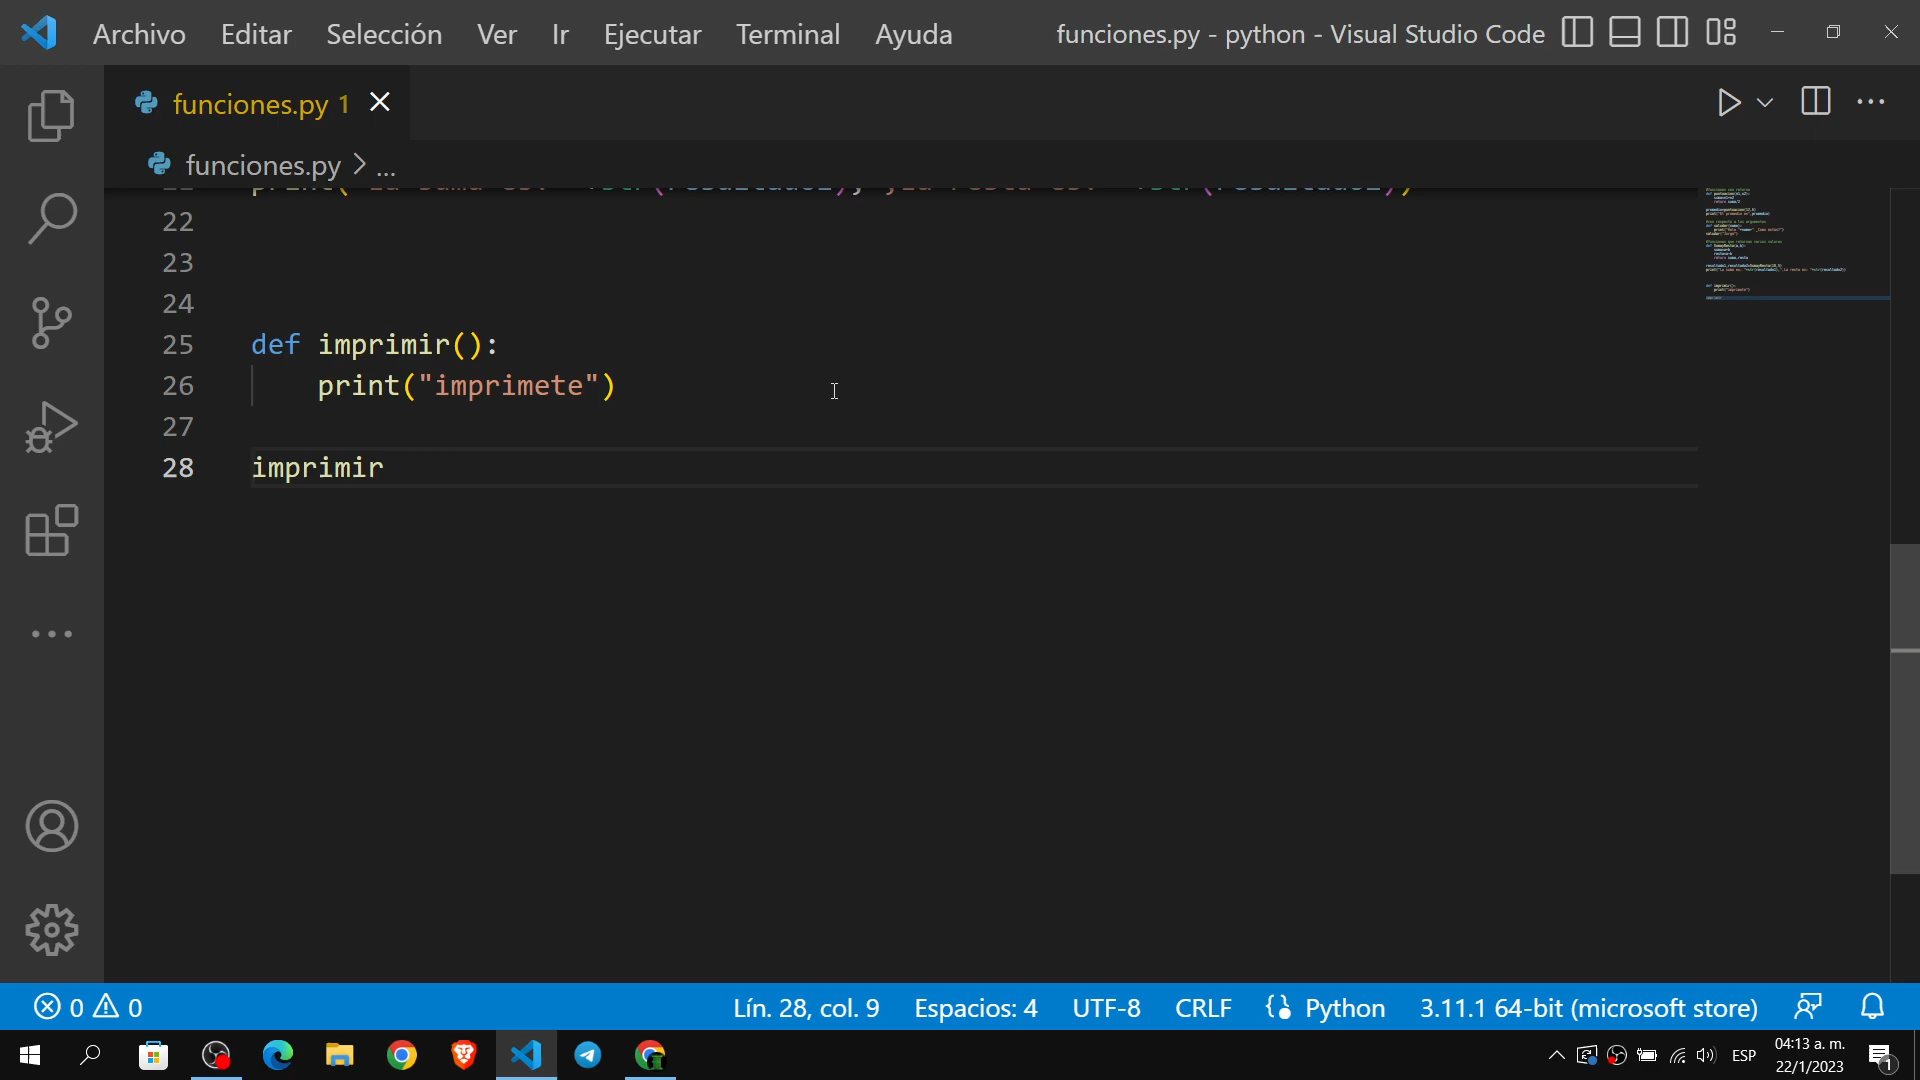 Archivo Editar Selección Ver Ir Ejecutar Terminal Ayuda funciones.py - python - Visual Studio Code
funciones.py 1
funciones.py > ...
22
23
24
25 def imprimir():
26 print("imprimete")
27
28 imprimir
0 0 Lín. 28, col. 9 Espacios: 4 UTF-8 CRLF Python 3.11.1 64-bit (microsoft store)
ESP 04:13 a. m.
22/1/2023 1